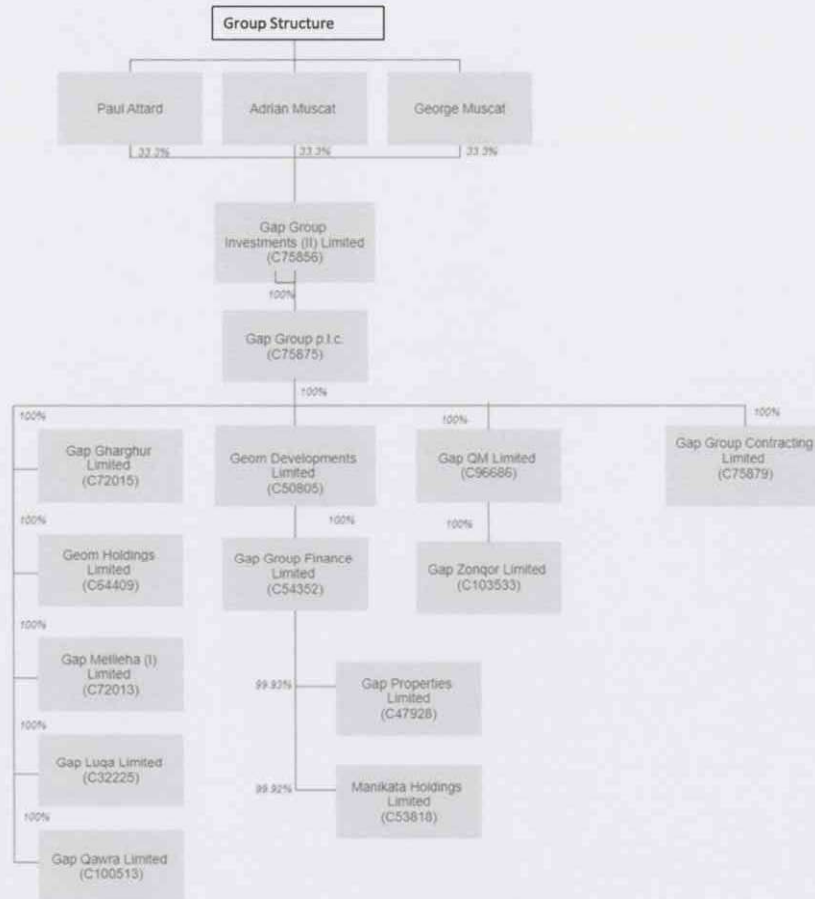 Group Structure
Paul Attard
Adrian Muscat
George Muscat
33.3%
33.3%
33.3%
Gap Group
Investments (II) Limited
(C75856)
100%
Gap Group p.l.c.
(C75875)
100%
100%
100%
100%
Gap Gharghur
Limited
(C72015)
Geom Developments
Limited
(C50805)
Gap QM Limited
(C96686)
Gap Group Contracting
Limited
(C75879)
100%
100%
100%
Geom Holdings
Limited
(C64409)
Gap Group Finance
Limited
(C54352)
Gap Zonqor Limited
(C103533)
100%
Gap Mellieha (I)
Limited
(C72013)
99.93%
Gap Properties
Limited
(C47928)
100%
Gap Luqa Limited
(C32225)
99.92%
Manikata Holdings
Limited
(C53818)
100%
Gap Qawra Limited
(C100513)